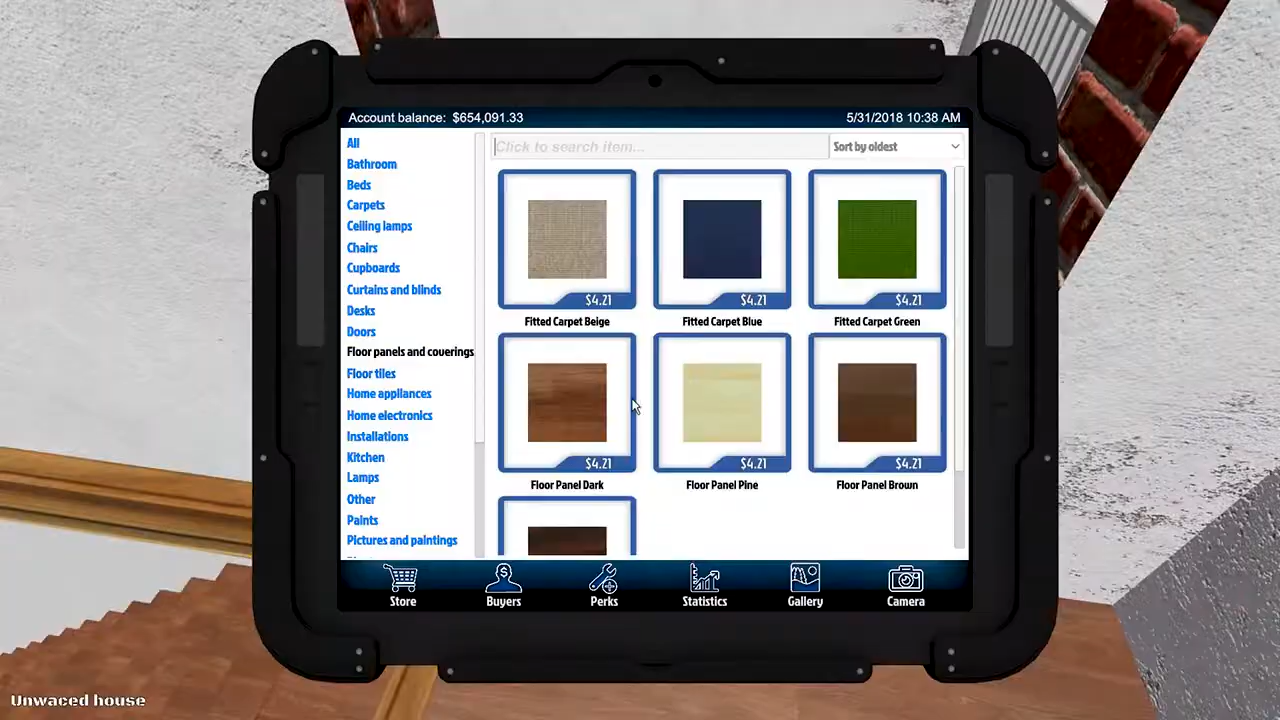 Account balance: $654,091.33
5/31/2018 10:38 AM
All
Bathroom
Beds
Carpets
Ceiling lamps
Chairs
Cupboards
Curtains and blinds
Desks
Doors
Floor panels and coverings
Floor tiles
Home appliances
Home electronics
Installations
Kitchen
Lamps
Other
Paints
Pictures and paintings
Click to search item...
Sort by oldest
$4.21
$4.21
$4.21
Fitted Carpet Beige
Fitted Carpet Blue
Fitted Carpet Green
$4.21
$4.21
$4.21
Floor Panel Dark
Floor Panel Pine
Floor Panel Brown
Store
Buyers
Perks
Statistics
Gallery
Camera
Unwaced house